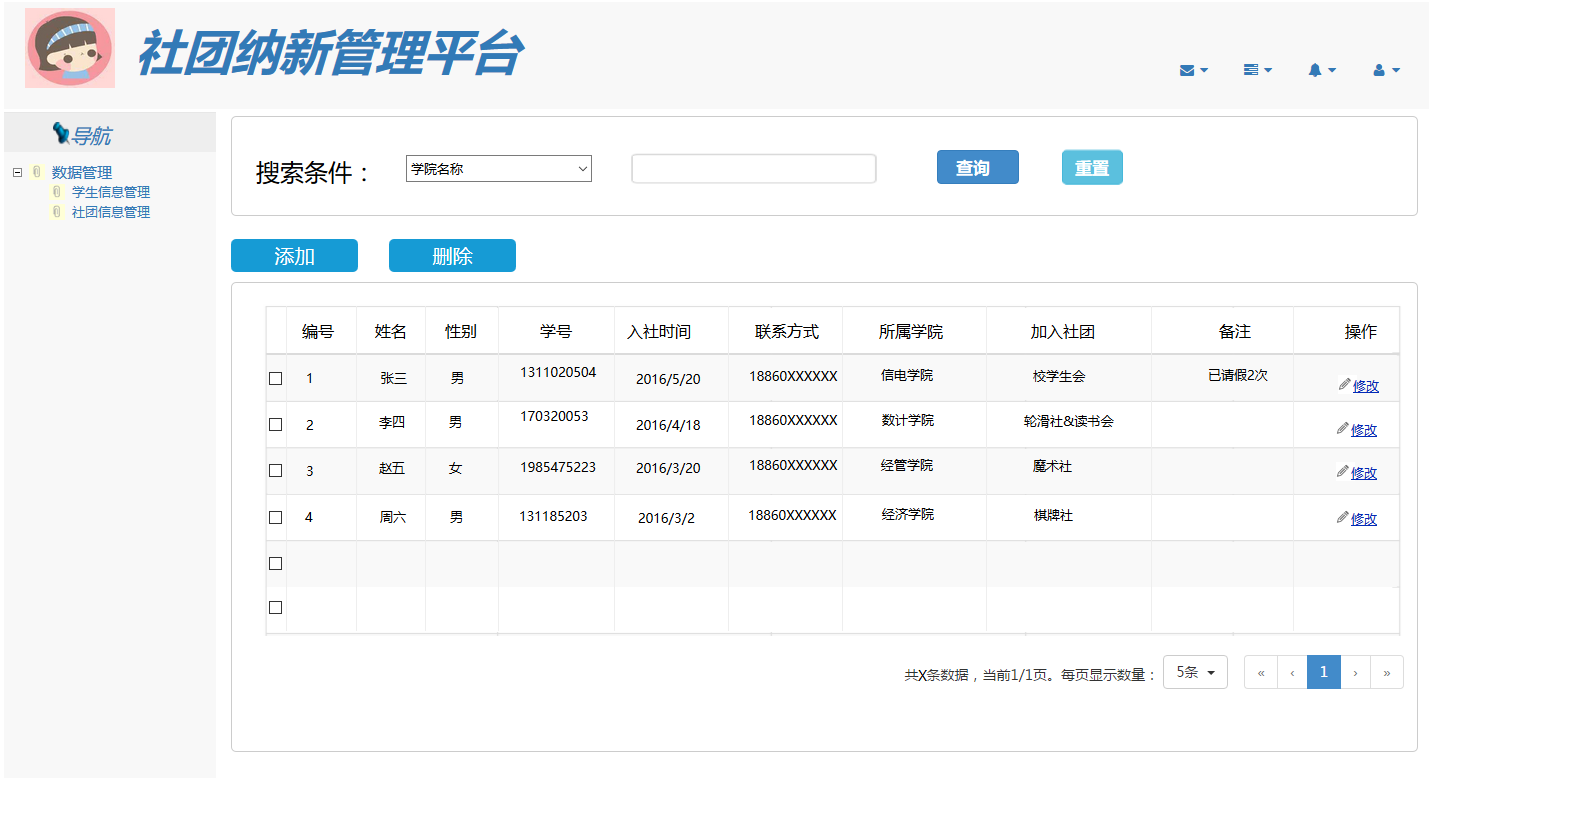 社团纳新管理平台
导航
数据管理
学生信息管理
社团信息管理
搜索条件： 学院名称 查询 重置
添加 删除
编号 姓名 性别 学号 入社时间 联系方式 所属学院 加入社团 备注 操作
1 张三 男 1311020504 2016/5/20 18860XXXXXX 信电学院 校学生会 已请假2次 修改
2 李四 男 170320053 2016/4/18 18860XXXXXX 数计学院 轮滑社&读书会 修改
3 赵五 女 1985475223 2016/3/20 18860XXXXXX 经管学院 魔术社 修改
4 周六 男 131185203 2016/3/2 18860XXXXXX 经济学院 棋牌社 修改
共X条数据，当前1/1页。每页显示数量： 5条 « ‹ 1 › »